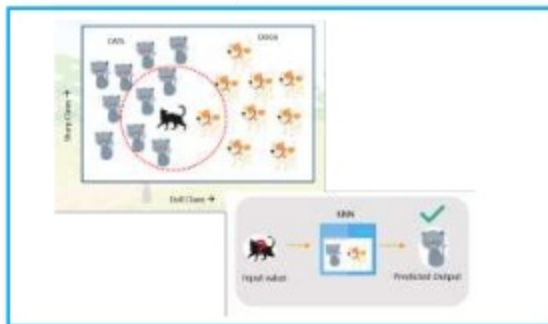 CATS
DOGS
Sharp Claws →
Dull Claws →
KNN
Input value
Predicted Output